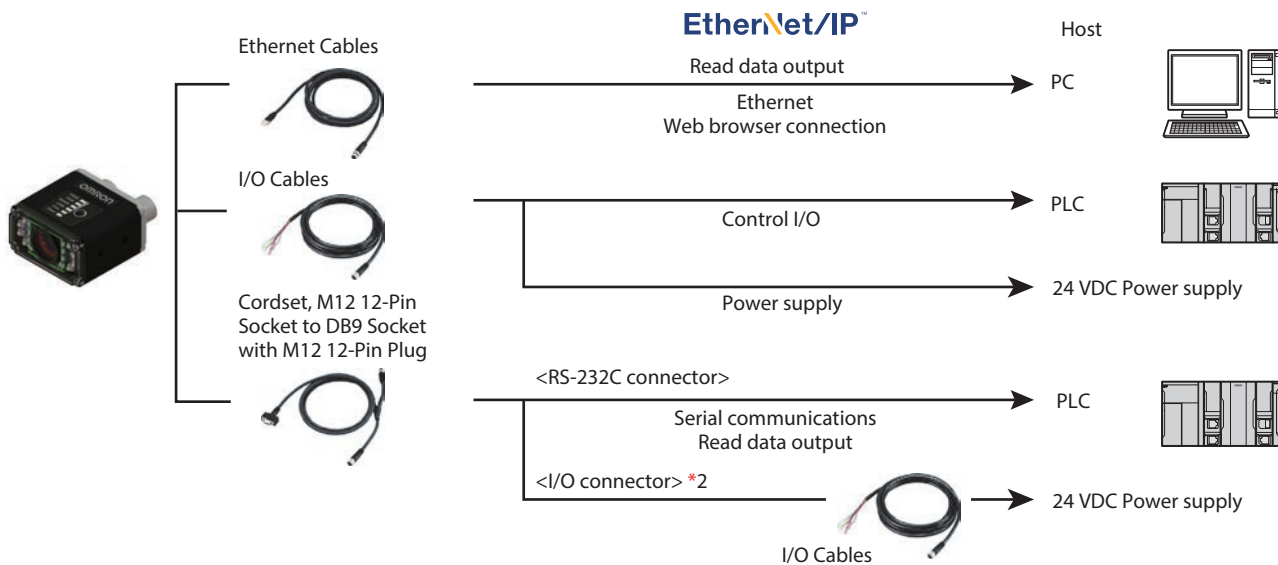 EtherNet/IP™
Host
Ethernet Cables
Read data output
PC
Ethernet
Web browser connection
OMRON
I/O Cables
Control I/O
PLC
Power supply
24 VDC Power supply
Cordset, M12 12-Pin
Socket to DB9 Socket
with M12 12-Pin Plug
<RS-232C connector>
PLC
Serial communications
Read data output
<I/O connector> *2
24 VDC Power supply
I/O Cables